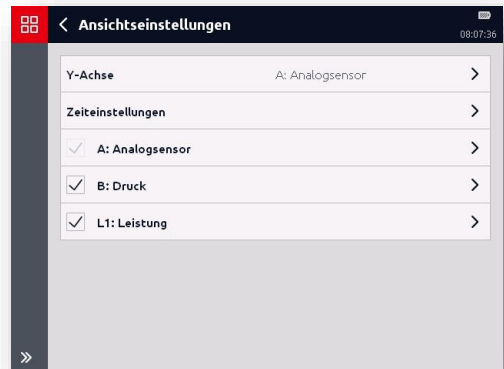 Ansichtseinstellungen
08:07:36
Y-Achse A: Analogsensor
Zeiteinstellungen
A: Analogsensor
B: Druck
L1: Leistung